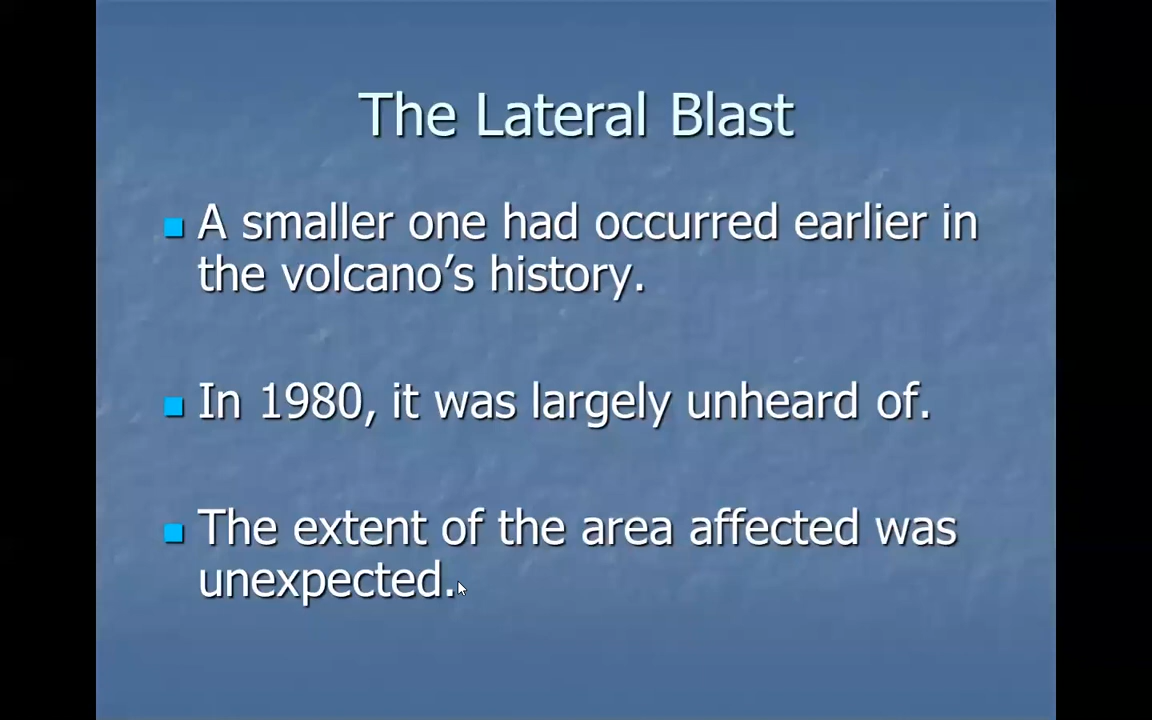 The Lateral Blast
A smaller one had occurred earlier in
the volcano’s history.
In 1980, it was largely unheard of.
The extent of the area affected was
unexpected.